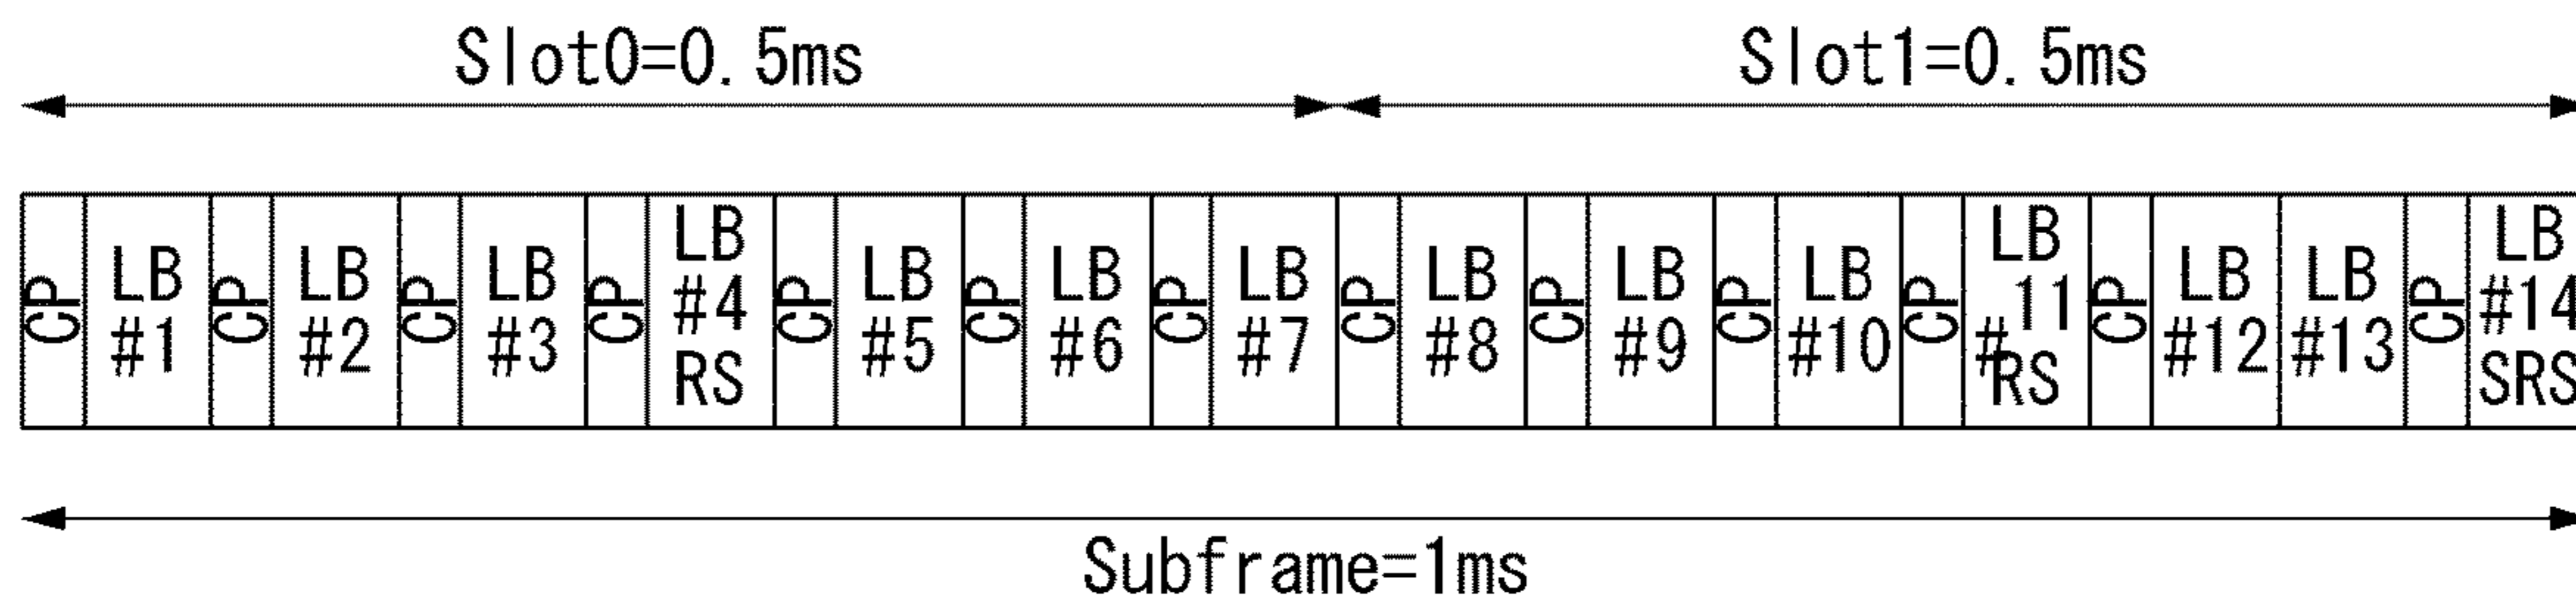 Slot0=0.5ms
Slot1=0.5ms
CP
LB
#1
CP
LB
#2
CP
LB
#3
CP
LB
#4
RS
CP
LB
#5
CP
LB
#6
CP
LB
#7
CP
LB
#8
CP
LB
#9
CP
LB
#10
CP
LB
#11
RS
CP
LB
#12
LB
#13
CP
LB
#14
SRS
Subframe=1ms